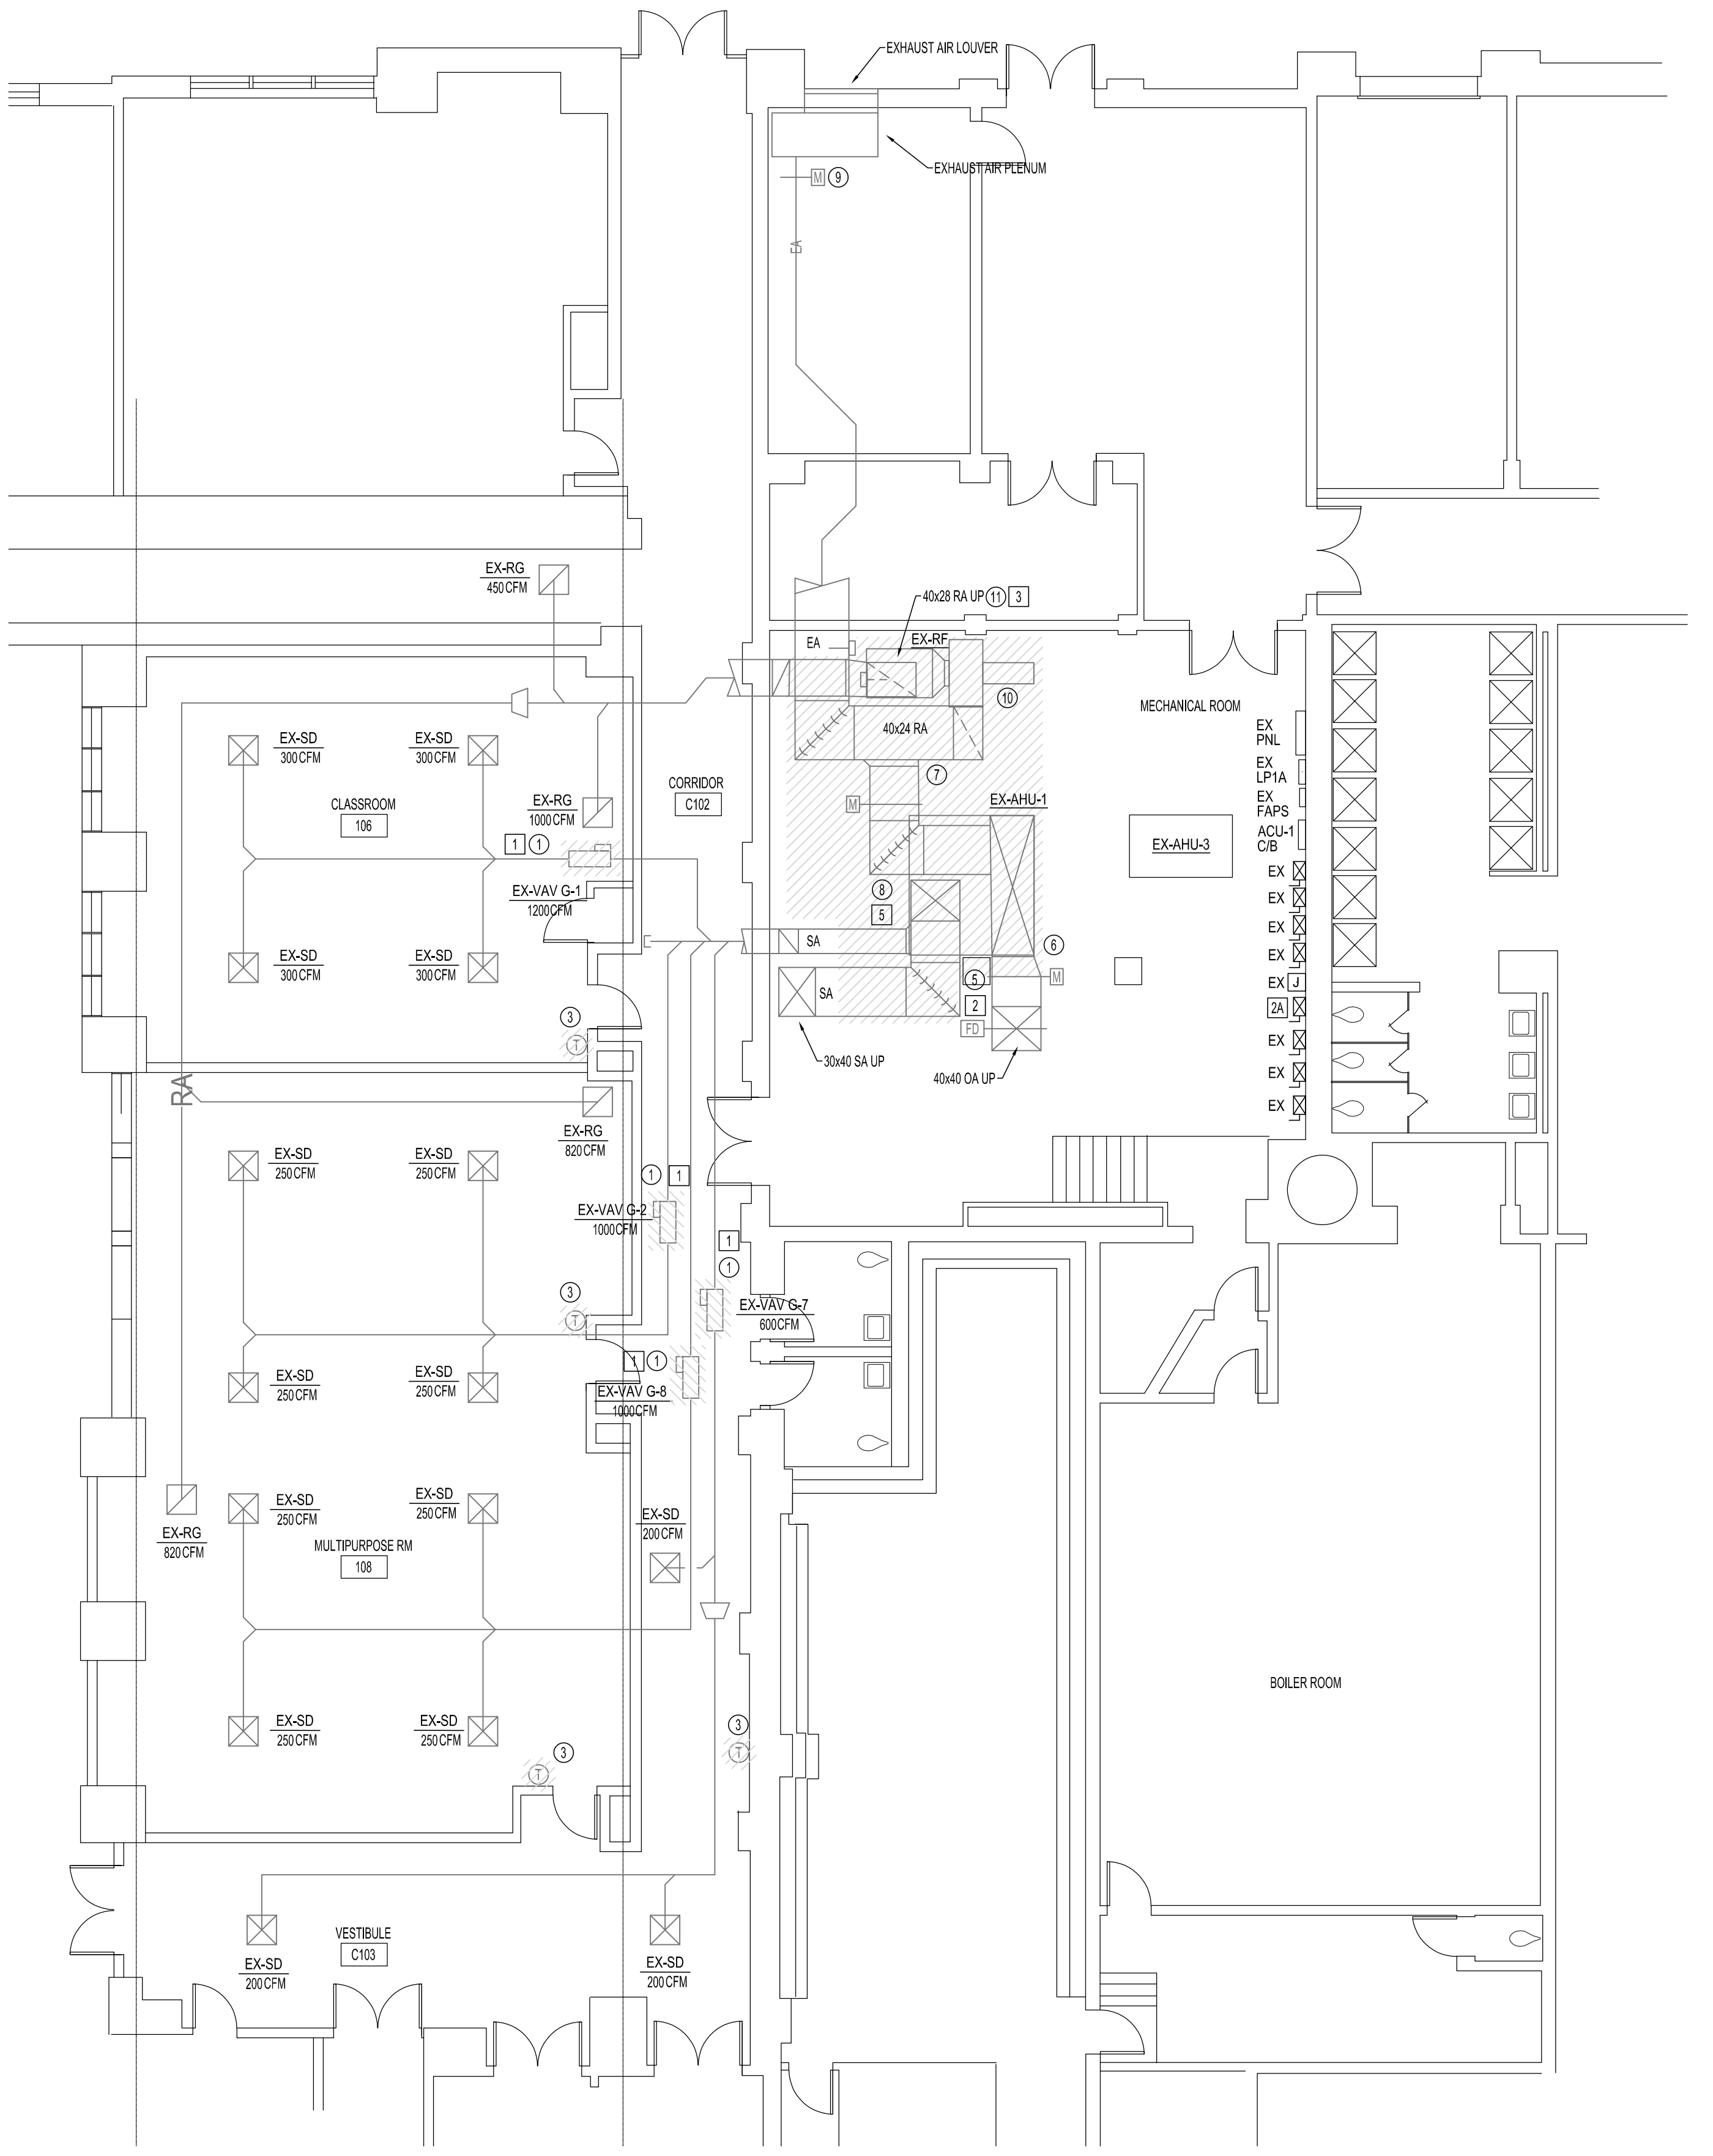 EXHAUST AIR LOUVER
EXHAUST AIR PLENUM
M 9
EA
EX-RG
450 CFM
40x28 RA UP 11 3
EA
EX-RF
10
MECHANICAL ROOM
40x24 RA
7
M
EX-AHU-1
EX-AHU-3
EX
PNL
EX
LP1A
EX
FAPS
ACU-1
C/B
EX
EX
EX
EX
EX J
2A
EX
EX
EX
8
5
SA
6
M
5
2
FD
SA
30x40 SA UP
40x40 OA UP
CORRIDOR
C102
EX-SD
300 CFM
EX-SD
300 CFM
CLASSROOM
106
EX-RG
1000 CFM
1 1
EX-VAV G-1
1200 CFM
EX-SD
300 CFM
EX-SD
300 CFM
3
T
RA
EX-RG
820 CFM
EX-SD
250 CFM
EX-SD
250 CFM
1 1
EX-VAV G-2
1000 CFM
1
1
EX-VAV G-7
600 CFM
3
T
1 1
EX-VAV G-8
1000 CFM
EX-SD
250 CFM
EX-SD
250 CFM
EX-SD
250 CFM
EX-SD
250 CFM
EX-RG
820 CFM
MULTIPURPOSE RM
108
EX-SD
200 CFM
BOILER ROOM
EX-SD
250 CFM
EX-SD
250 CFM
3
T
3
T
VESTIBULE
C103
EX-SD
200 CFM
EX-SD
200 CFM